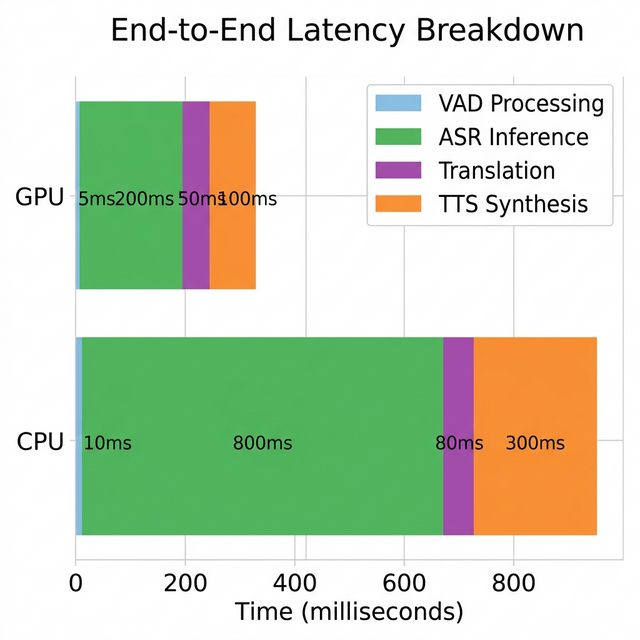 End-to-End Latency Breakdown
VAD Processing
ASR Inference
Translation
TTS Synthesis
GPU
5ms 200ms 50ms 100ms
CPU
10ms 800ms 80ms 300ms
0 200 400 600 800
Time (milliseconds)